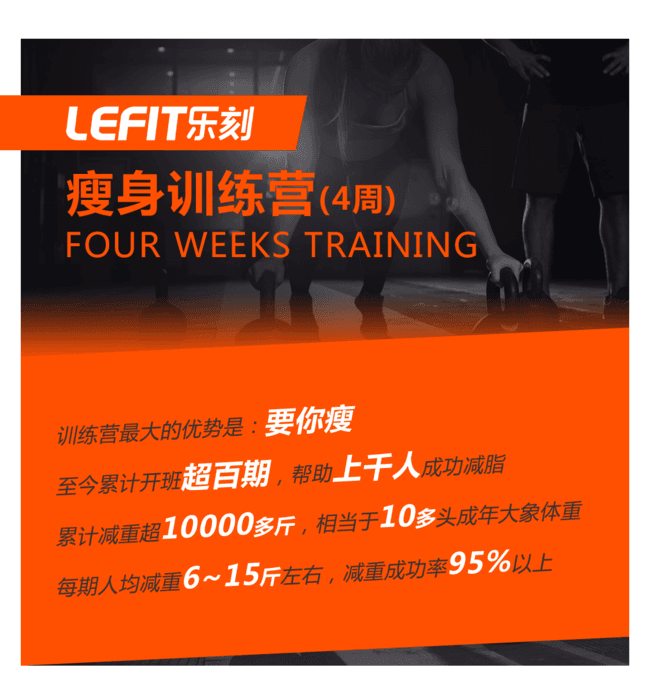 LEFIT乐刻
瘦身训练营(4周)
FOUR WEEKS TRAINING
训练营最大的优势是：要你瘦
至今累计开班超百期，帮助上千人成功减脂
累计减重超10000多斤，相当于10多头成年大象体重
每期人均减重6~15斤左右，减重成功率95%以上